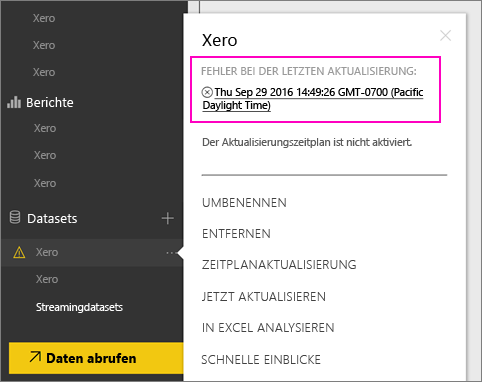 Xero
Xero
Xero
Berichte
Xero
Xero
Xero
Datasets
Xero
Xero
Streamingdatasets
Daten abrufen
Xero
FEHLER BEI DER LETZTEN AKTUALISIERUNG:
Thu Sep 29 2016 14:49:26 GMT-0700 (Pacific
Daylight Time)
Der Aktualisierungszeitplan ist nicht aktiviert.
UMBENENNEN
ENTFERNEN
ZEITPLANAKTUALISIERUNG
JETZT AKTUALISIEREN
IN EXCEL ANALYSIEREN
SCHNELLE EINBLICKE